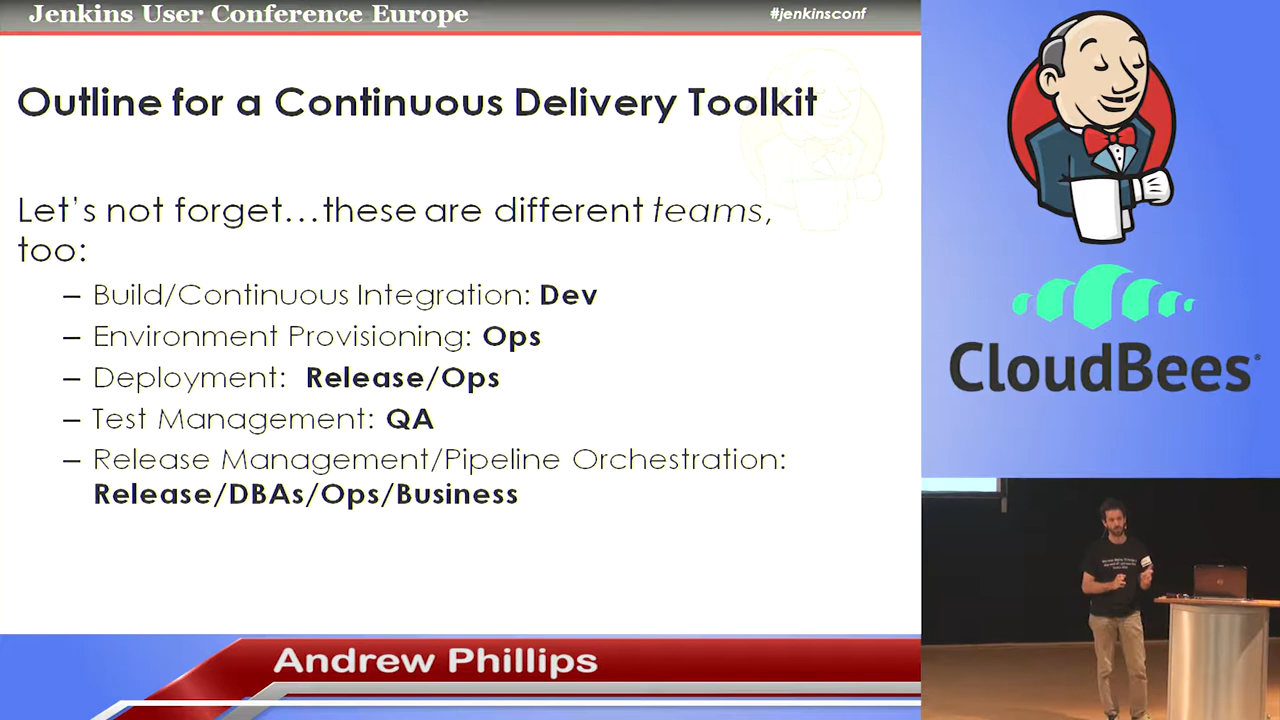 Jenkins User Conference Europe
#jenkinsconf
Outline for a Continuous Delivery Toolkit
Let's not forget...these are different teams,
too:
– Build/Continuous Integration: Dev
– Environment Provisioning: Ops
– Deployment: Release/Ops
– Test Management: QA
– Release Management/Pipeline Orchestration:
Release/DBAs/Ops/Business
CloudBees
Andrew Phillips